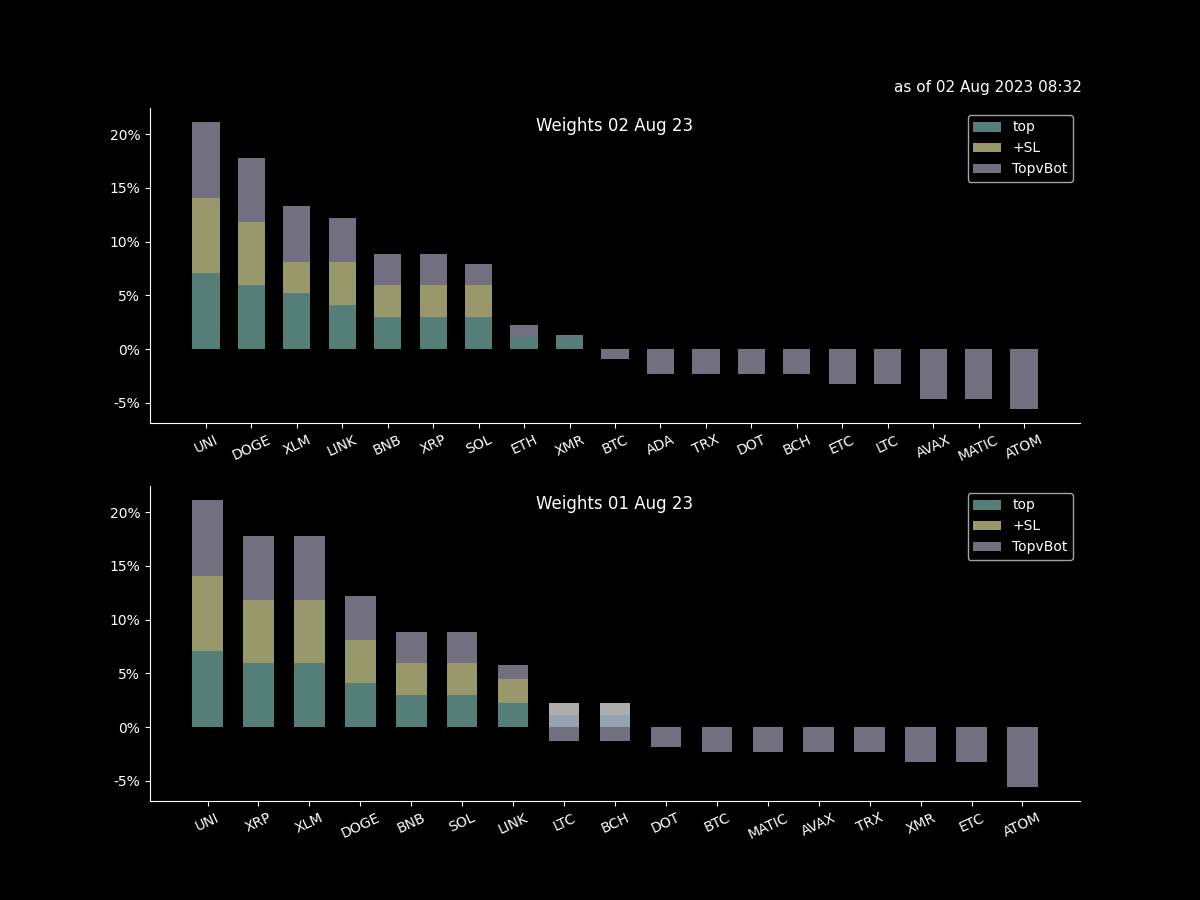 as of 02 Aug 2023 08:32
Weights 02 Aug 23
top
+SL
TopvBot
20%
15%
10%
5%
0%
-5%
UNI DOGE XLM LINK BNB XRP SOL ETH XMR BTC ADA TRX DOT BCH ETC LTC AVAX MATIC ATOM
Weights 01 Aug 23
top
+SL
TopvBot
20%
15%
10%
5%
0%
-5%
UNI XRP XLM DOGE BNB SOL LINK LTC BCH DOT BTC MATIC AVAX TRX XMR ETC ATOM